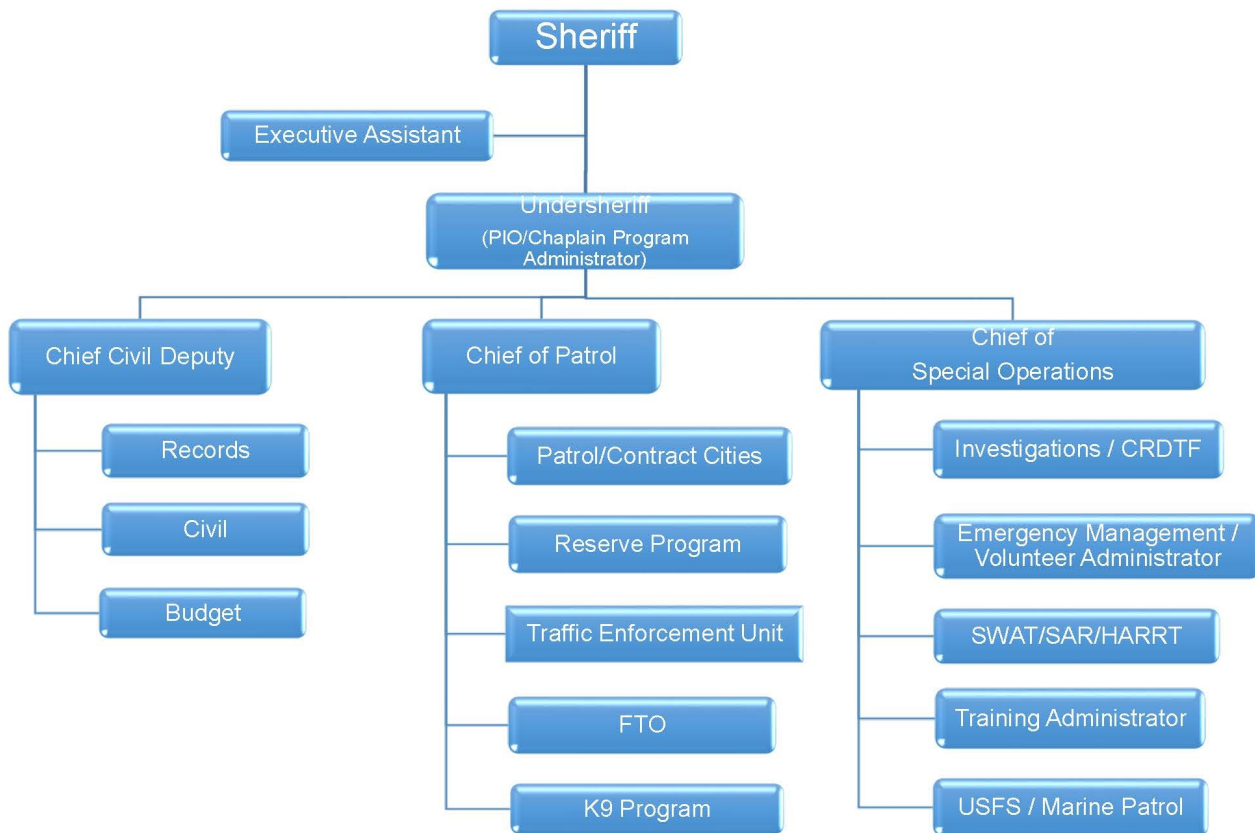 Sheriff
Executive Assistant
Undersheriff
(PIO/Chaplain Program
Administrator)
Chief Civil Deputy
Records
Civil
Budget
Chief of Patrol
Patrol/Contract Cities
Reserve Program
Traffic Enforcement Unit
FTO
K9 Program
Chief of
Special Operations
Investigations / CRDTF
Emergency Management /
Volunteer Administrator
SWAT/SAR/HARRT
Training Administrator
USFS / Marine Patrol